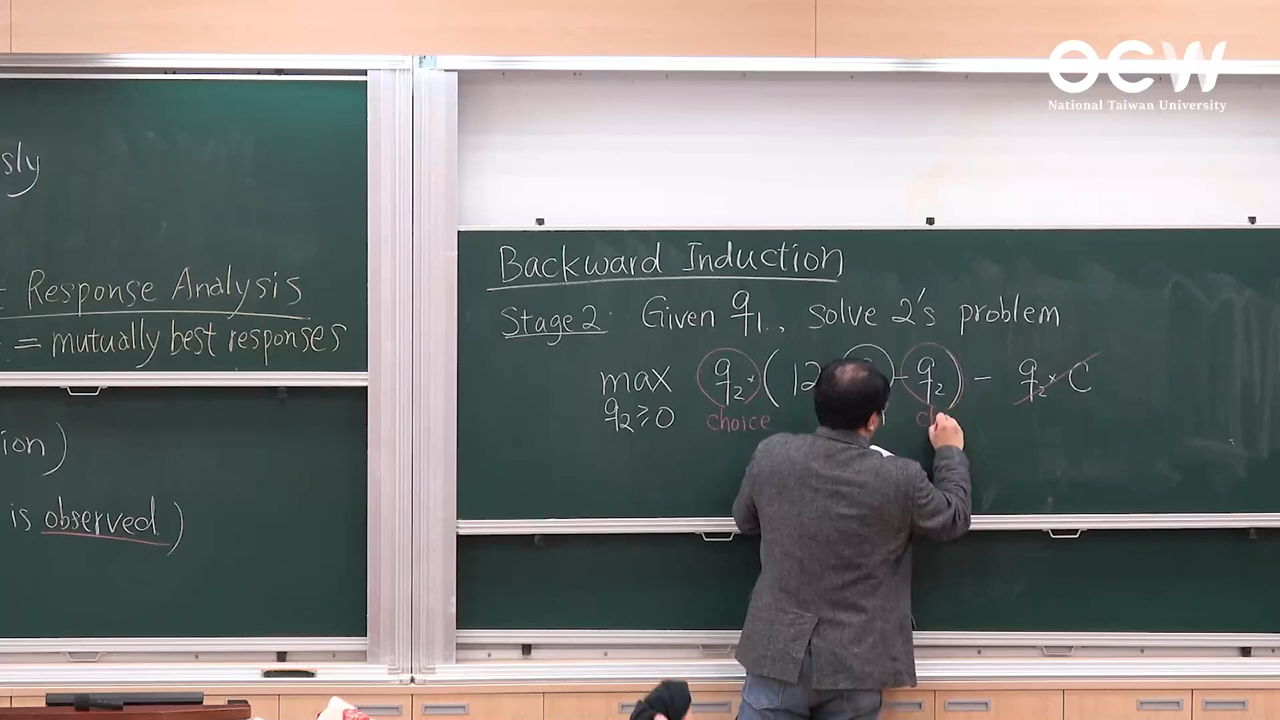 OCW
National Taiwan University
sly
Response Analysis
= mutually best responses
ion)
is observed)
Backward Induction
Stage 2: Given q1, solve 2's problem
max q2 × (12 - q2) - q2 × C
q2 ≥ 0 choice